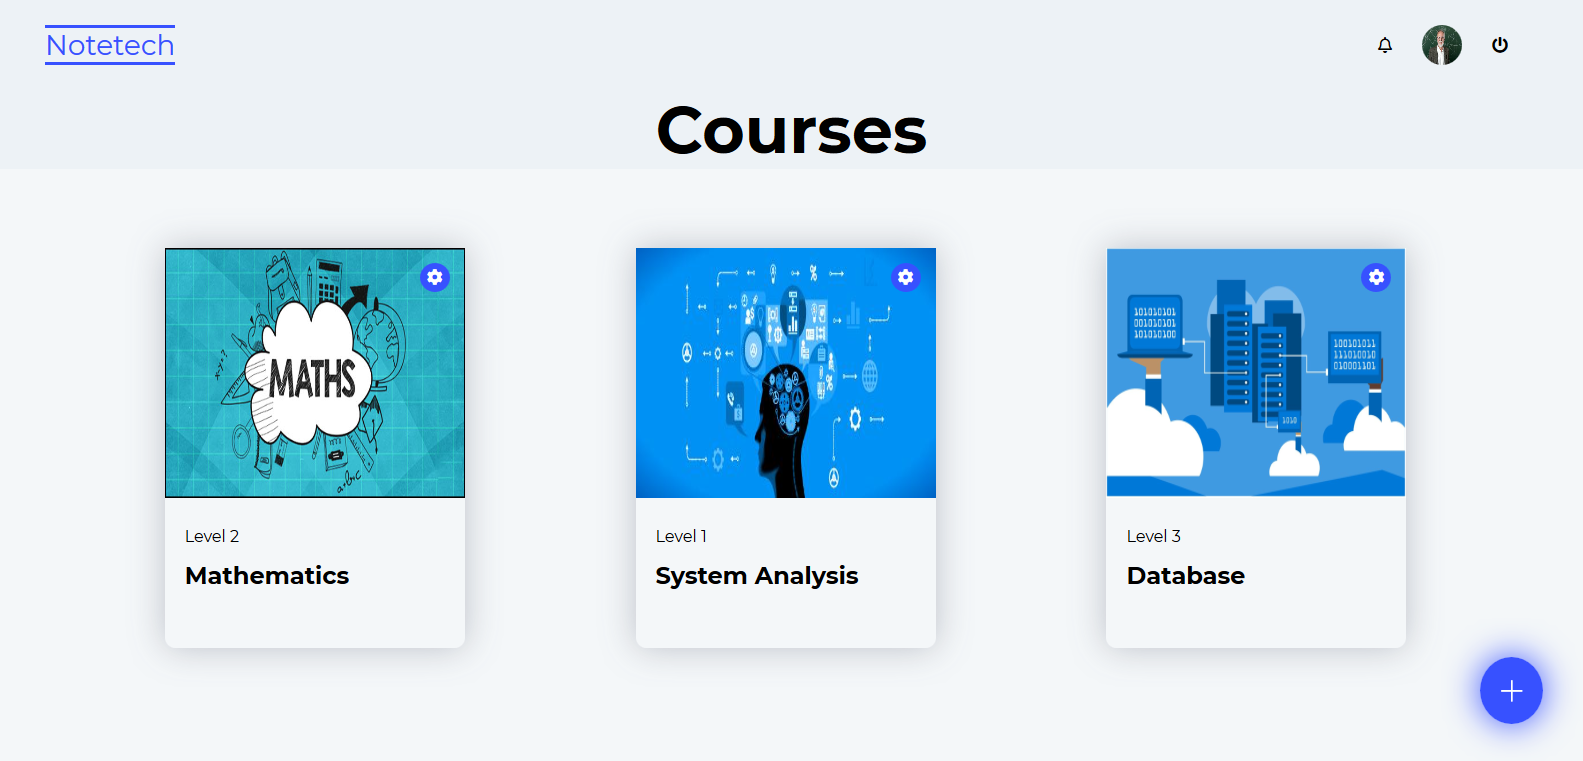 Notetech
Courses
MATHS
x-y=?
a+b=c
101010101
001010101
101010100
100101011
111010010
010001101
1010
Level 2
Mathematics
Level 1
System Analysis
Level 3
Database